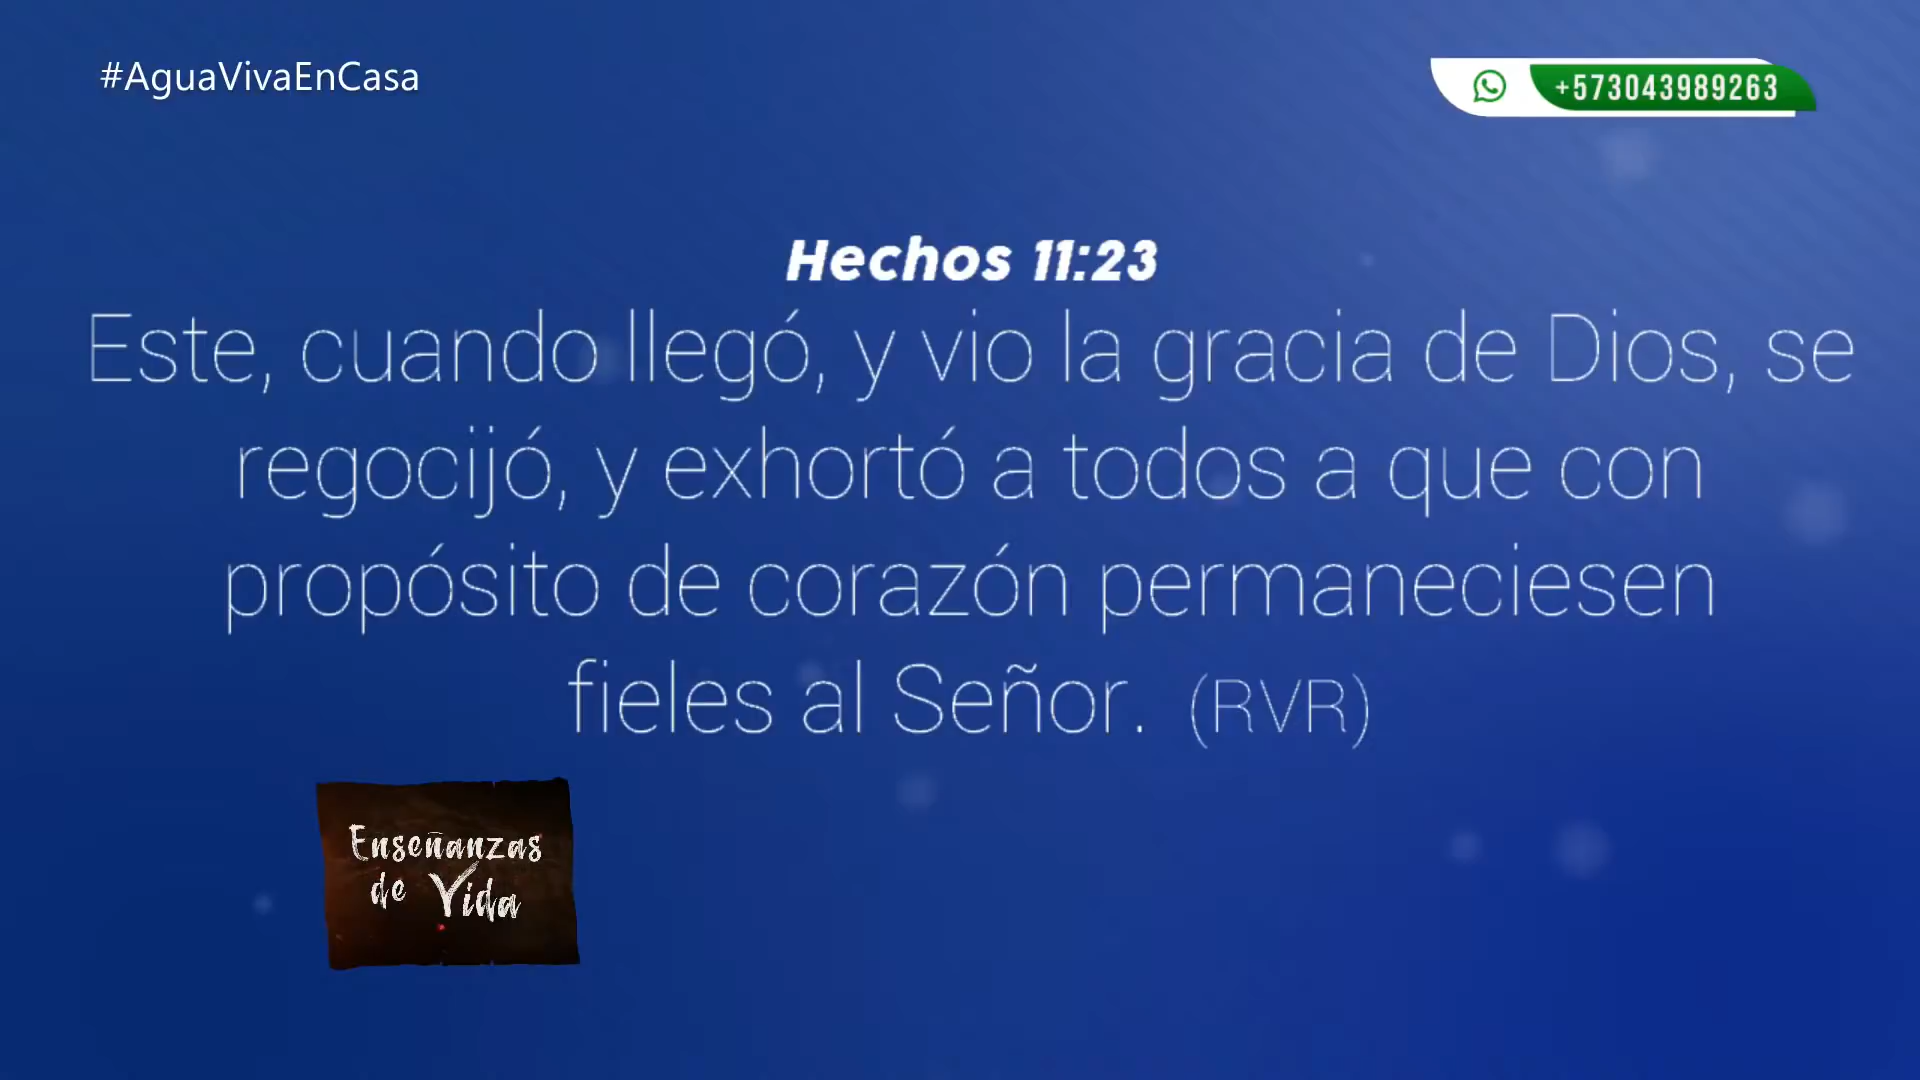 #AguaVivaEnCasa
+573043989263
Hechos 11:23
Este, cuando llegó, y vio la gracia de Dios, se
regocijó, y exhortó a todos a que con
propósito de corazón permaneciesen
fieles al Señor. (RVR)
Enseñanzas
de Vida